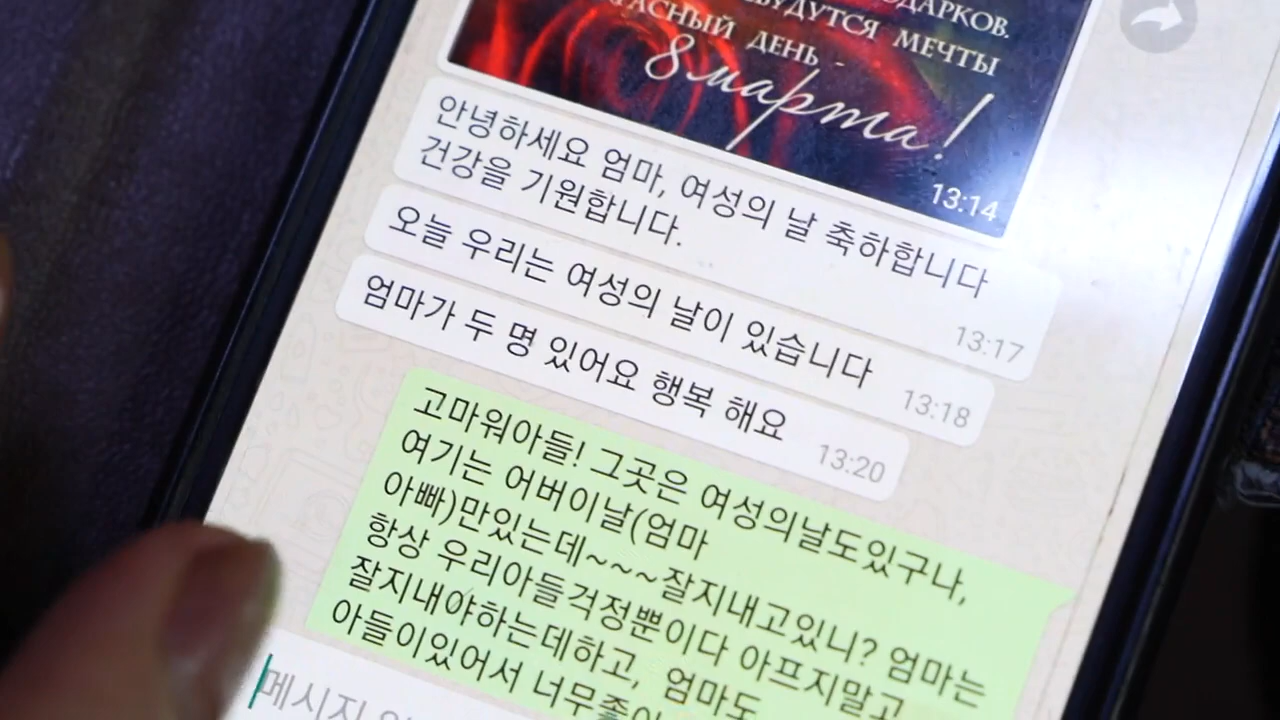 ДАРКОВ.
СБУДУТСЯ МЕЧТЫ
КРАСНЫЙ ДЕНЬ -
8 марта!
13:14
안녕하세요 엄마, 여성의 날 축하합니다
건강을 기원합니다.
13:17
오늘 우리는 여성의 날이 있습니다
13:18
엄마가 두 명 있어요 행복 해요
13:20
고마워아들! 그곳은 여성의날도있구나,
여기는 어버이날(엄마
아빠)만있는데~~~잘지내고있니? 엄마는
항상 우리아들걱정뿐이다 아프지말고
잘지내야하는데하고, 엄마도
아들이있어서 너무좋
메시지